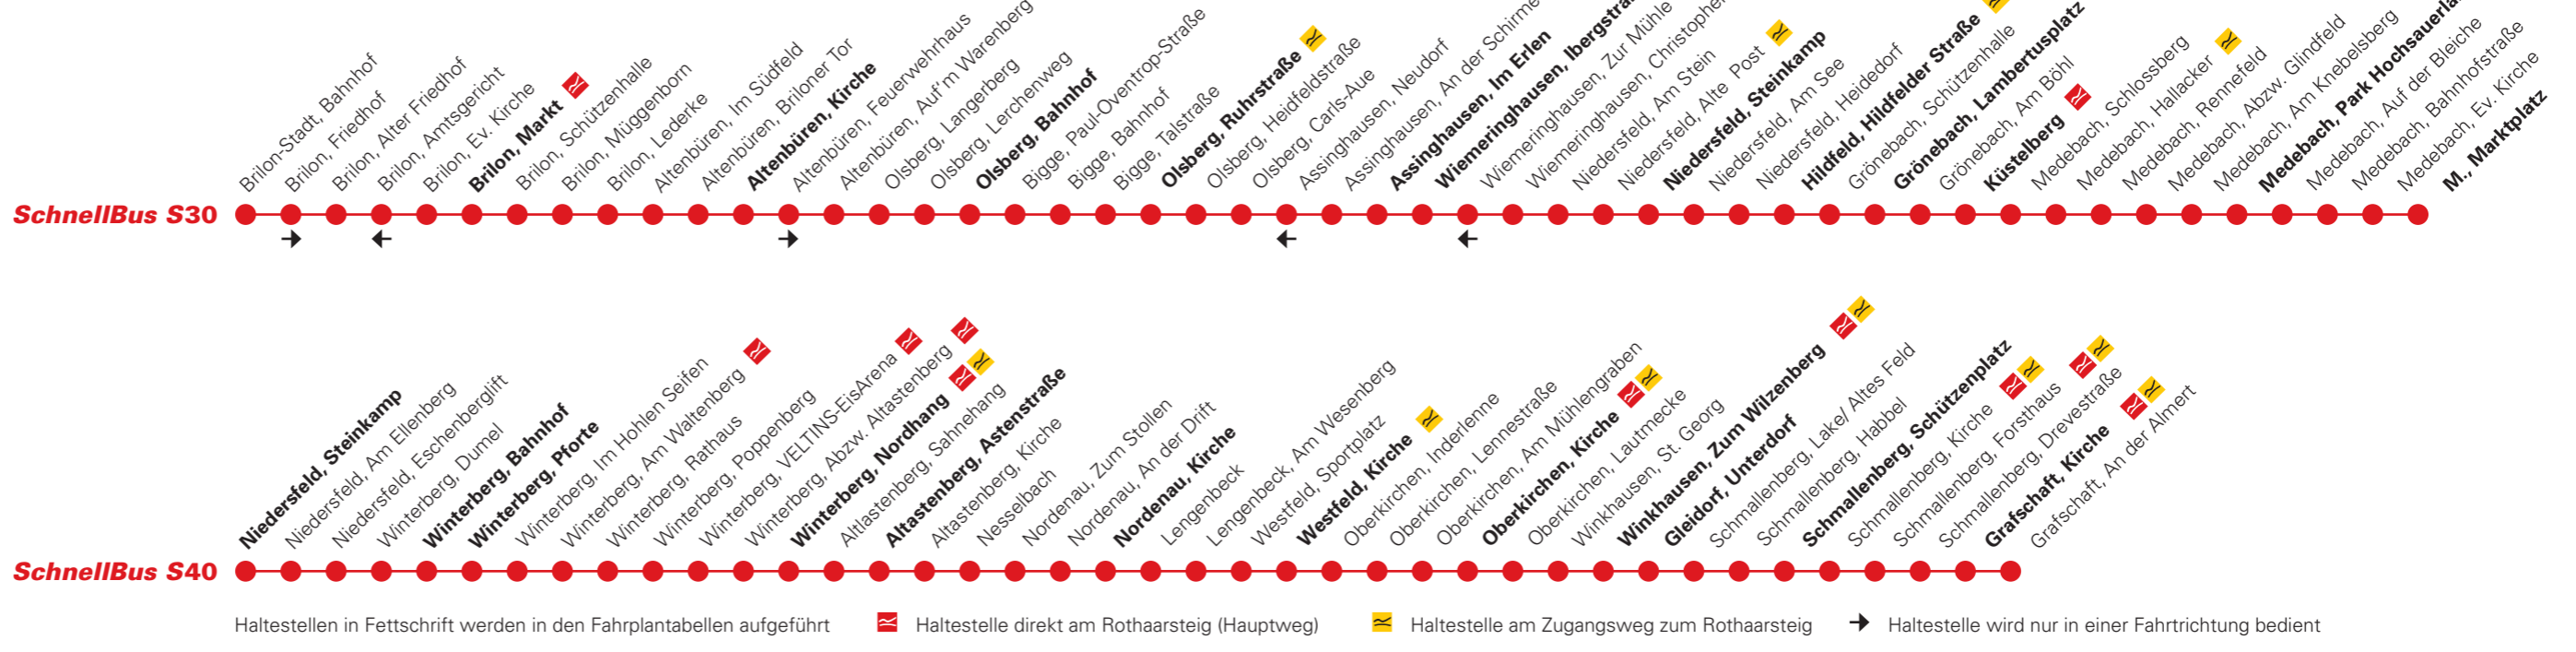 SchnellBus S30
Brilon-Stadt, Bahnhof
Brilon, Friedhof
Brilon, Alter Friedhof
Brilon, Amtsgericht
Brilon, Ev. Kirche
Brilon, Markt
Brilon, Schützenhalle
Brilon, Müggenborn
Brilon, Lederke
Altenbüren, Im Südfeld
Altenbüren, Briloner Tor
Altenbüren, Kirche
Altenbüren, Feuerwehrhaus
Altenbüren, Auf'm Warenberg
Olsberg, Langerberg
Olsberg, Lerchenweg
Olsberg, Bahnhof
Bigge, Paul-Oventrop-Straße
Bigge, Bahnhof
Bigge, Talstraße
Olsberg, Ruhrstraße
Olsberg, Heidfeldstraße
Olsberg, Carls-Aue
Assinghausen, Neudorf
Assinghausen, An der Schirme
Assinghausen, Im Erlen
Wiemeringhausen, Ibergstra
Wiemeringhausen, Zur Mühle
Wiemeringhausen, Christopher
Niedersfeld, Am Stein
Niedersfeld, Alte Post
Niedersfeld, Steinkamp
Niedersfeld, Am See
Niedersfeld, Heidedorf
Hildfeld, Hildfelder Straße
Grönebach, Schützenhalle
Grönebach, Lambertusplatz
Grönebach, Am Böhl
Küstelberg
Medebach, Schlossberg
Medebach, Hallacker
Medebach, Rennefeld
Medebach, Abzw. Glindfeld
Medebach, Am Knebelsberg
Medebach, Park Hochsauerla
Medebach, Auf der Bleiche
Medebach, Bahnhofstraße
Medebach, Ev. Kirche
M., Marktplatz
SchnellBus S40
Niedersfeld, Steinkamp
Niedersfeld, Am Ellenberg
Niedersfeld, Eschenberglift
Winterberg, Dumel
Winterberg, Bahnhof
Winterberg, Pforte
Winterberg, Im Hohlen Seifen
Winterberg, Am Waltenberg
Winterberg, Rathaus
Winterberg, Poppenberg
Winterberg, VELTINS-EisArena
Winterberg, Abzw. Altastenberg
Winterberg, Nordhang
Altlastenberg, Sahnehang
Altastenberg, Astenstraße
Altastenberg, Kirche
Nesselbach
Nordenau, Zum Stollen
Nordenau, An der Drift
Nordenau, Kirche
Lengenbeck
Lengenbeck, Am Wesenberg
Westfeld, Sportplatz
Westfeld, Kirche
Oberkirchen, Inderlenne
Oberkirchen, Lennestraße
Oberkirchen, Am Mühlengraben
Oberkirchen, Kirche
Oberkirchen, Lautmecke
Winkhausen, St. Georg
Winkhausen, Zum Wilzenberg
Gleidorf, Unterdorf
Schmallenberg, Lake/ Altes Feld
Schmallenberg, Habbel
Schmallenberg, Schützenplatz
Schmallenberg, Kirche
Schmallenberg, Forsthaus
Schmallenberg, Drevestraße
Grafschaft, Kirche
Grafschaft, An der Almert
Haltestellen in Fettschrift werden in den Fahrplantabellen aufgeführt
Haltestelle direkt am Rothaarsteig (Hauptweg)
Haltestelle am Zugangsweg zum Rothaarsteig
Haltestelle wird nur in einer Fahrtrichtung bedient